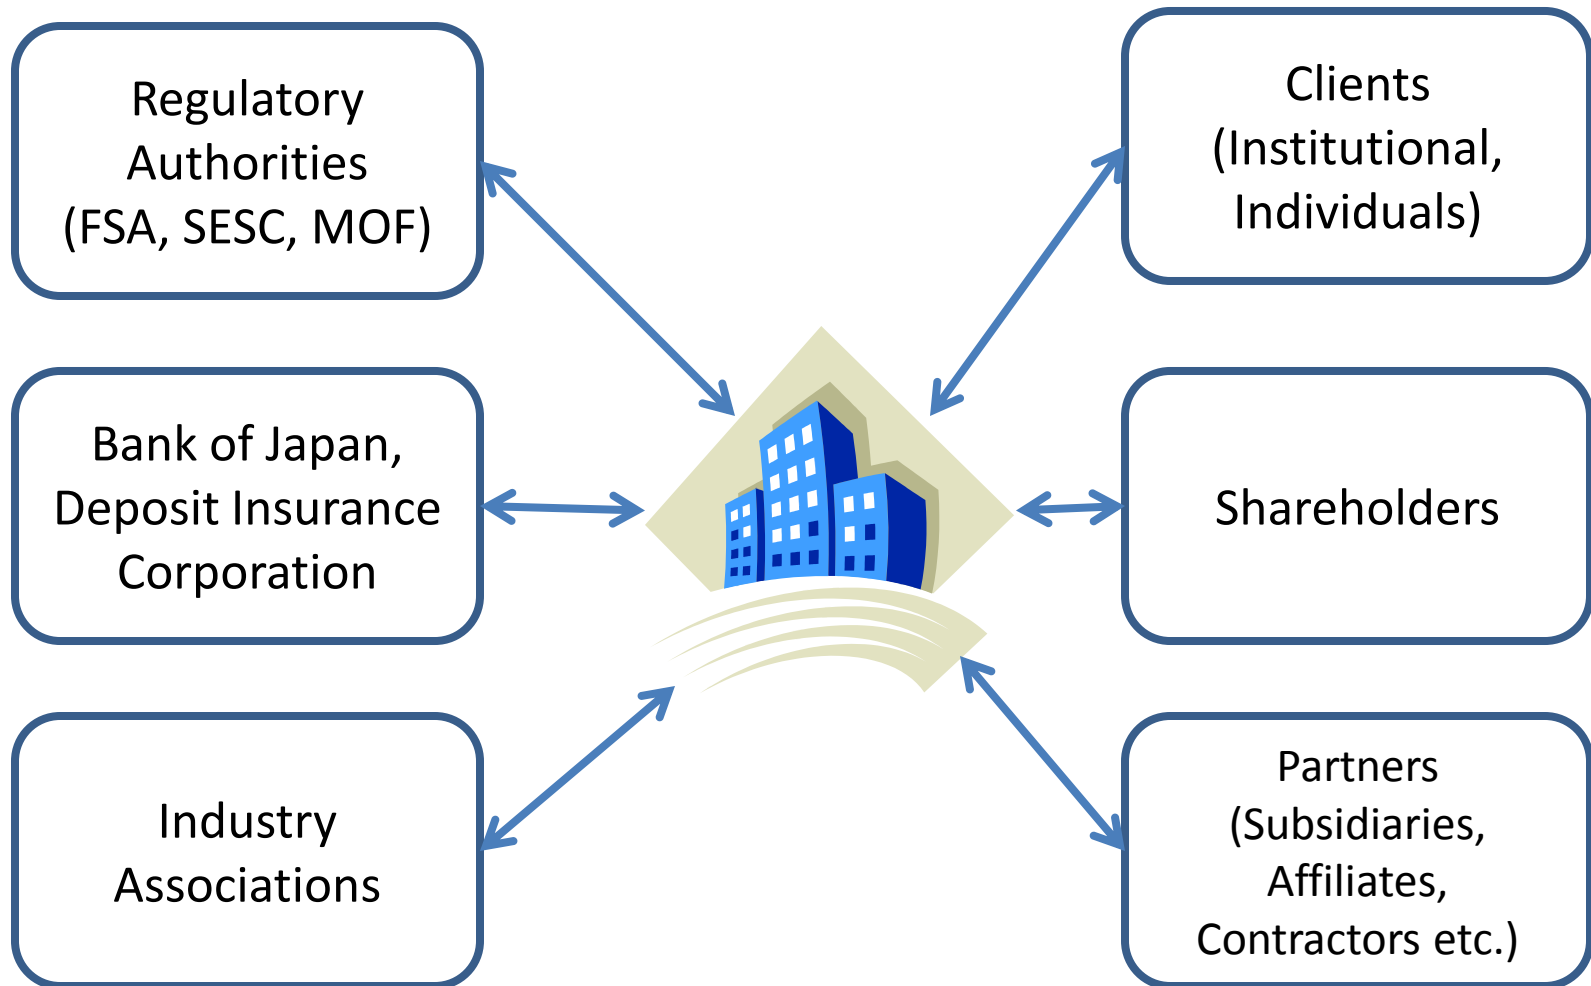 Regulatory
Authorities
(FSA, SESC, MOF)
Bank of Japan,
Deposit Insurance
Corporation
Industry
Associations
Clients
(Institutional,
Individuals)
Shareholders
Partners
(Subsidiaries,
Affiliates,
Contractors etc.)